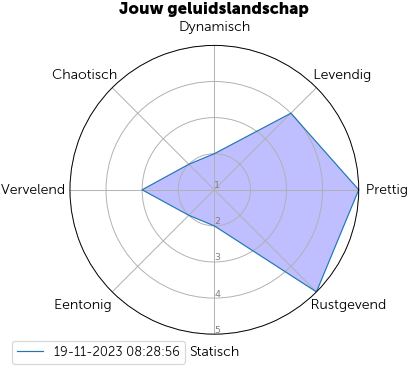 Jouw geluidslandschap
Dynamisch
Chaotisch
Levendig
Vervelend
Prettig
1
2
3
4
5
Eentonig
Rustgevend
19-11-2023 08:28:56
Statisch